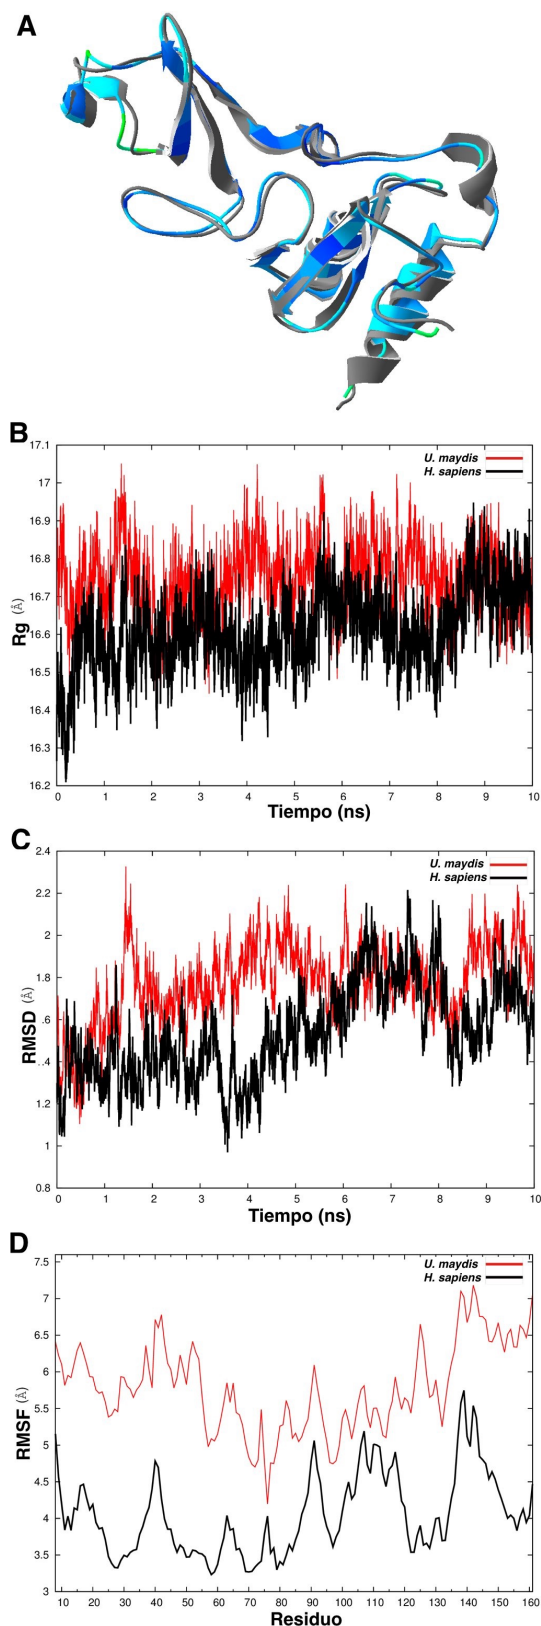 A
B
17.1
17
16.9
16.8
16.7
16.6
16.5
16.4
16.3
16.2
Rg (Å)
U. maydis
H. sapiens
0 1 2 3 4 5 6 7 8 9 10
Tiempo (ns)
C
2.4
2.2
2
1.8
.6
.4
1.2
1
0.8
RMSD (Å)
U. maydis
H. sapiens
0 1 2 3 4 5 6 7 8 9 10
Tiempo (ns)
D
7.5
7
6.5
6
5.5
5
4.5
4
3.5
3
RMSF (Å)
U. maydis
H. sapiens
10 20 30 40 50 60 70 80 90 100 110 120 130 140 150 161
Residuo